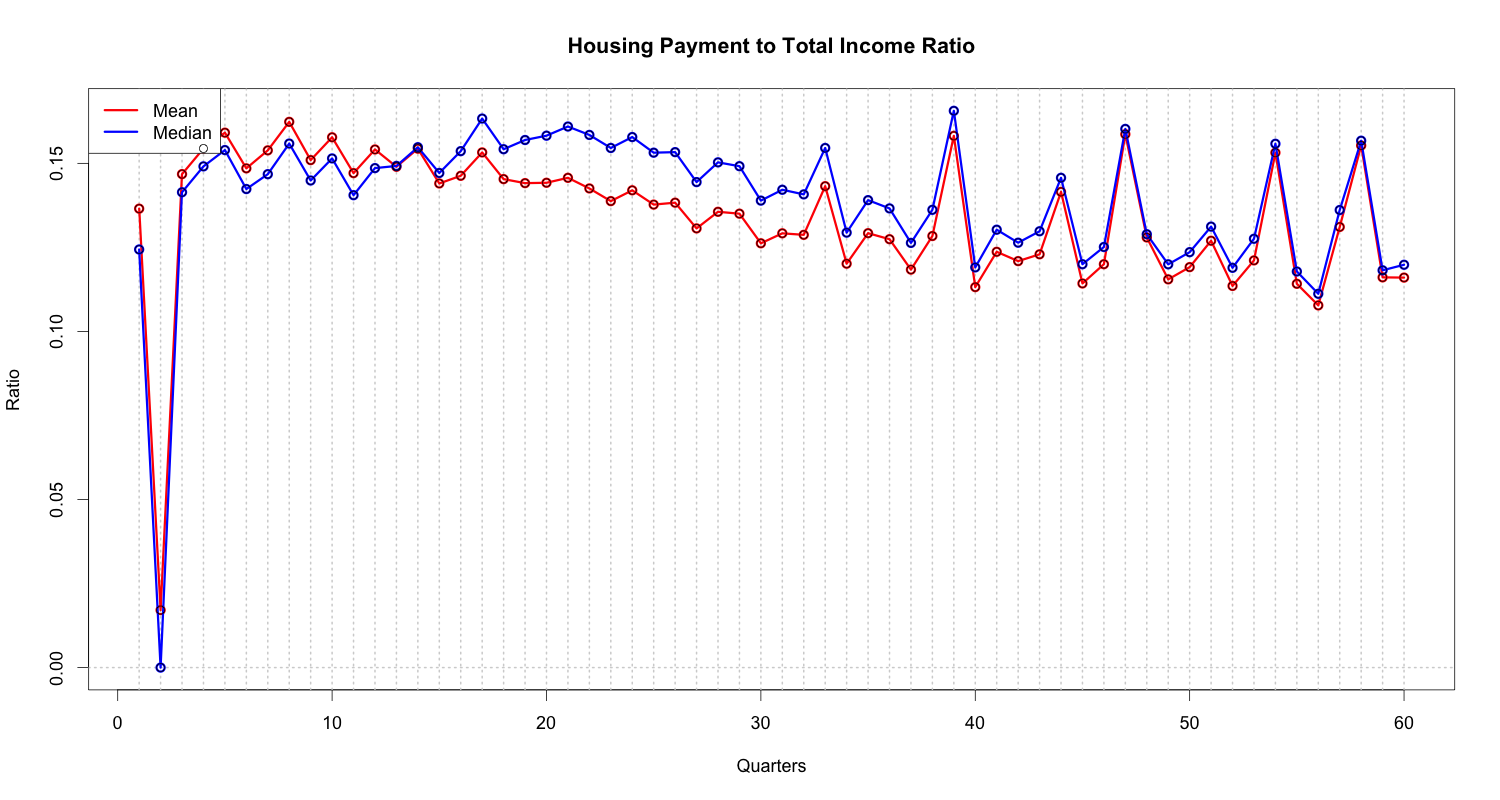 Housing Payment to Total Income Ratio
Mean
Median
0.15
0.10
0.05
0.00
Ratio
0 10 20 30 40 50 60
Quarters